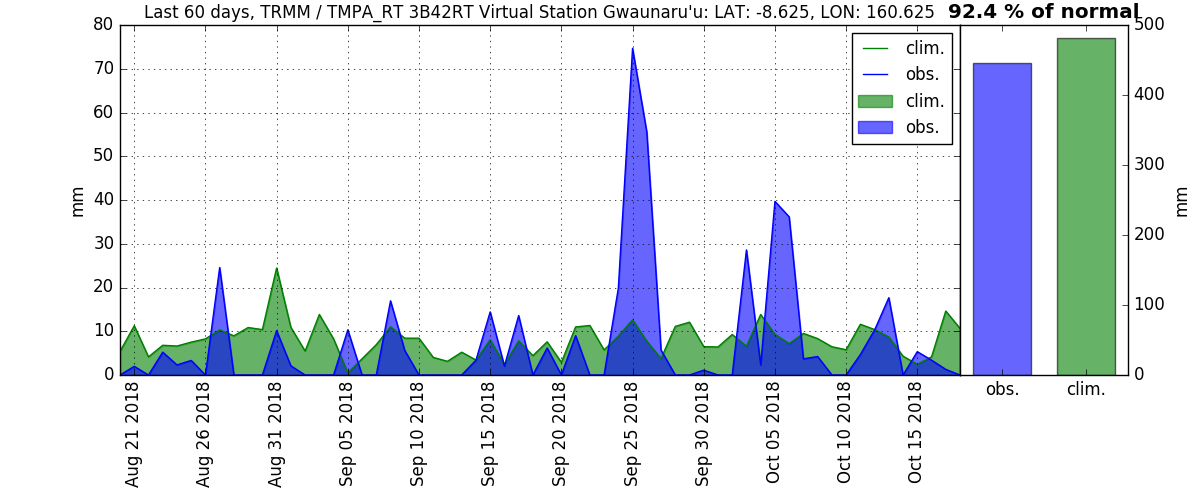 Last 60 days, TRMM / TMPA_RT 3B42RT Virtual Station Gwaunaru'u: LAT: -8.625, LON: 160.625 92.4 % of normal
80
70
60
50
40
30
20
10
0
mm
clim.
obs.
clim.
obs.
500
400
300
200
100
0
mm
obs. clim.
Aug 21 2018
Aug 26 2018
Aug 31 2018
Sep 05 2018
Sep 10 2018
Sep 15 2018
Sep 20 2018
Sep 25 2018
Sep 30 2018
Oct 05 2018
Oct 10 2018
Oct 15 2018